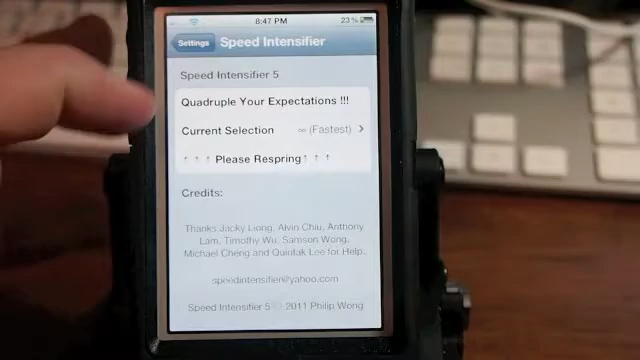 8:47 PM
23%
Settings
Speed Intensifier
Speed Intensifier 5
Quadruple Your Expectations !!!
Current Selection ∞ (Fastest)
↑ ↑ ↑ Please Respring↑ ↑ ↑
Credits:
Thanks Jacky Liong, Alvin Chiu, Anthony
Lam, Timothy Wu, Samson Wong,
Michael Cheng and Quintak Lee for Help.
speedintensifier@yahoo.com
Speed Intensifier 5 © 2011 Philip Wong